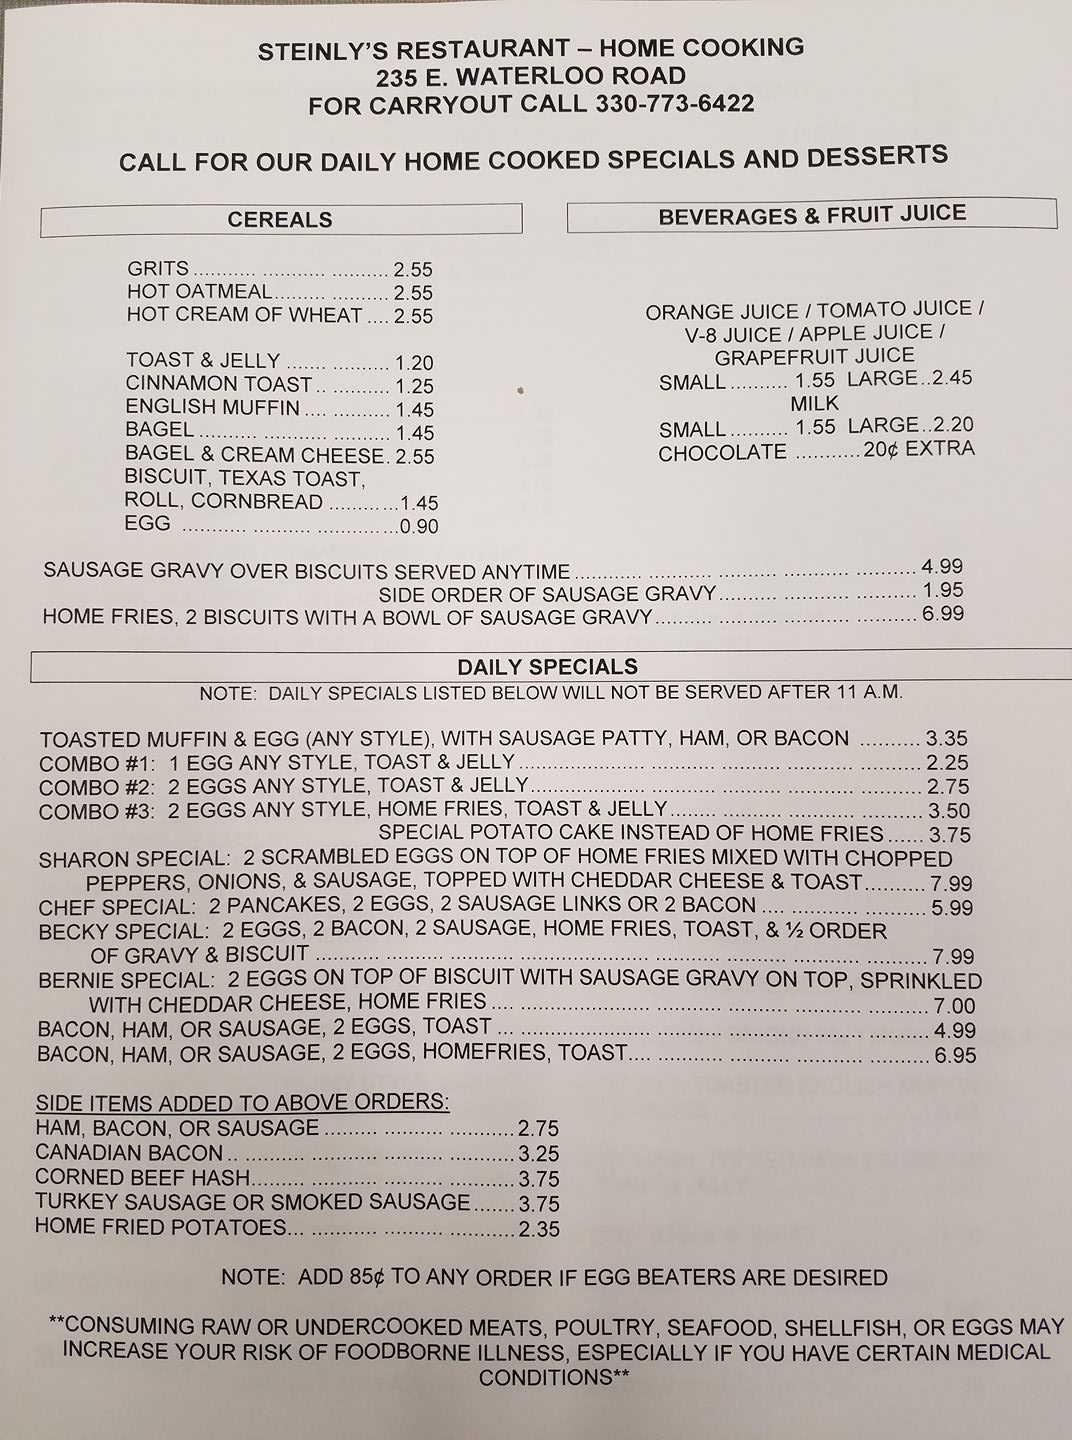 STEINLY'S RESTAURANT – HOME COOKING
235 E. WATERLOO ROAD
FOR CARRYOUT CALL 330-773-6422
CALL FOR OUR DAILY HOME COOKED SPECIALS AND DESSERTS
CEREALS
GRITS ........... ........... .......... 2.55
HOT OATMEAL......... .......... 2.55
HOT CREAM OF WHEAT .... 2.55
TOAST & JELLY ....... .......... 1.20
CINNAMON TOAST .. .......... 1.25
ENGLISH MUFFIN .... .......... 1.45
BAGEL .......... ........... .......... 1.45
BAGEL & CREAM CHEESE. 2.55
BISCUIT, TEXAS TOAST,
ROLL, CORNBREAD ............ 1.45
EGG ........... ........... ............. 0.90
BEVERAGES & FRUIT JUICE
ORANGE JUICE / TOMATO JUICE /
V-8 JUICE / APPLE JUICE /
GRAPEFRUIT JUICE
SMALL .......... 1.55 LARGE..2.45
MILK
SMALL .......... 1.55 LARGE..2.20
CHOCOLATE ........... 20¢ EXTRA
SAUSAGE GRAVY OVER BISCUITS SERVED ANYTIME ........... ........... ........... ........... .......... 4.99
SIDE ORDER OF SAUSAGE GRAVY .......... ........... ........... .......... 1.95
HOME FRIES, 2 BISCUITS WITH A BOWL OF SAUSAGE GRAVY .......... ........... ........... .......... 6.99
DAILY SPECIALS
NOTE: DAILY SPECIALS LISTED BELOW WILL NOT BE SERVED AFTER 11 A.M.
TOASTED MUFFIN & EGG (ANY STYLE), WITH SAUSAGE PATTY, HAM, OR BACON .......... 3.35
COMBO #1: 1 EGG ANY STYLE, TOAST & JELLY ........... ........... ........... ........... ........... .......... 2.25
COMBO #2: 2 EGGS ANY STYLE, TOAST & JELLY .......... ........... ........... ........... ........... .......... 2.75
COMBO #3: 2 EGGS ANY STYLE, HOME FRIES, TOAST & JELLY ......... ........... ........... .......... 3.50
SPECIAL POTATO CAKE INSTEAD OF HOME FRIES ...... 3.75
SHARON SPECIAL: 2 SCRAMBLED EGGS ON TOP OF HOME FRIES MIXED WITH CHOPPED
PEPPERS, ONIONS, & SAUSAGE, TOPPED WITH CHEDDAR CHEESE & TOAST .......... 7.99
CHEF SPECIAL: 2 PANCAKES, 2 EGGS, 2 SAUSAGE LINKS OR 2 BACON .... ........... .......... 5.99
BECKY SPECIAL: 2 EGGS, 2 BACON, 2 SAUSAGE, HOME FRIES, TOAST, & ½ ORDER
OF GRAVY & BISCUIT ........ ........... ........... ........... ........... ........... ........... ........... .......... 7.99
BERNIE SPECIAL: 2 EGGS ON TOP OF BISCUIT WITH SAUSAGE GRAVY ON TOP, SPRINKLED
WITH CHEDDAR CHEESE, HOME FRIES .... ........... ........... ........... ........... ........... .......... 7.00
BACON, HAM, OR SAUSAGE, 2 EGGS, TOAST ... ........... ........... ........... ........... ........... .......... 4.99
BACON, HAM, OR SAUSAGE, 2 EGGS, HOMEFRIES, TOAST.... ........... ........... ........... .......... 6.95
SIDE ITEMS ADDED TO ABOVE ORDERS:
HAM, BACON, OR SAUSAGE ......... ........... .......... 2.75
CANADIAN BACON .. ........... ........... ........... .......... 3.25
CORNED BEEF HASH......... ........... ........... .......... 3.75
TURKEY SAUSAGE OR SMOKED SAUSAGE ....... 3.75
HOME FRIED POTATOES... ........... ........... .......... 2.35
NOTE: ADD 85¢ TO ANY ORDER IF EGG BEATERS ARE DESIRED
**CONSUMING RAW OR UNDERCOOKED MEATS, POULTRY, SEAFOOD, SHELLFISH, OR EGGS MAY
INCREASE YOUR RISK OF FOODBORNE ILLNESS, ESPECIALLY IF YOU HAVE CERTAIN MEDICAL
CONDITIONS**